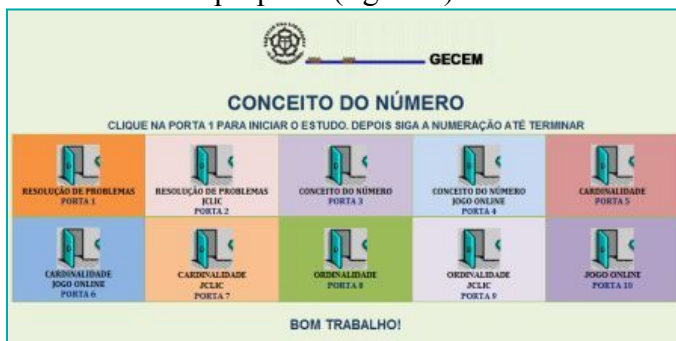 GECEM
CONCEITO DO NÚMERO
CLIQUE NA PORTA 1 PARA INICIAR O ESTUDO. DEPOIS SIGA A NUMERAÇÃO ATÉ TERMINAR
RESOLUÇÃO DE PROBLEMAS
PORTA 1
RESOLUÇÃO DE PROBLEMAS
JCLIC
PORTA 2
CONCEITO DO NÚMERO
PORTA 3
CONCEITO DO NÚMERO
JOGO ONLINE
PORTA 4
CARDINALIDADE
PORTA 5
CARDINALIDADE
JOGO ONLINE
PORTA 6
CARDINALIDADE
JCLIC
PORTA 7
ORDINALIDADE
PORTA 8
ORDINALIDADE
JCLIC
PORTA 9
JOGO ONLINE
PORTA 10
BOM TRABALHO!